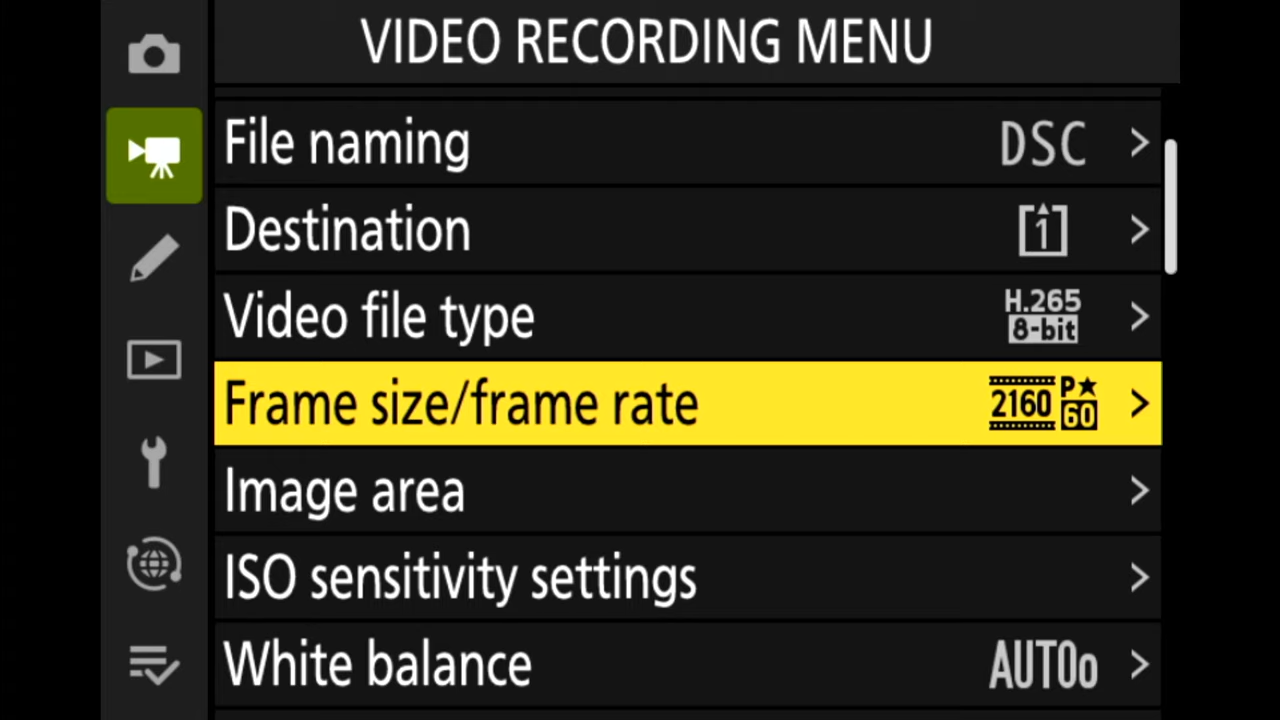 VIDEO RECORDING MENU
File naming DSC >
Destination 1 >
Video file type H.265 8-bit >
Frame size/frame rate 2160 P★ 60 >
Image area >
ISO sensitivity settings >
White balance AUTO0 >